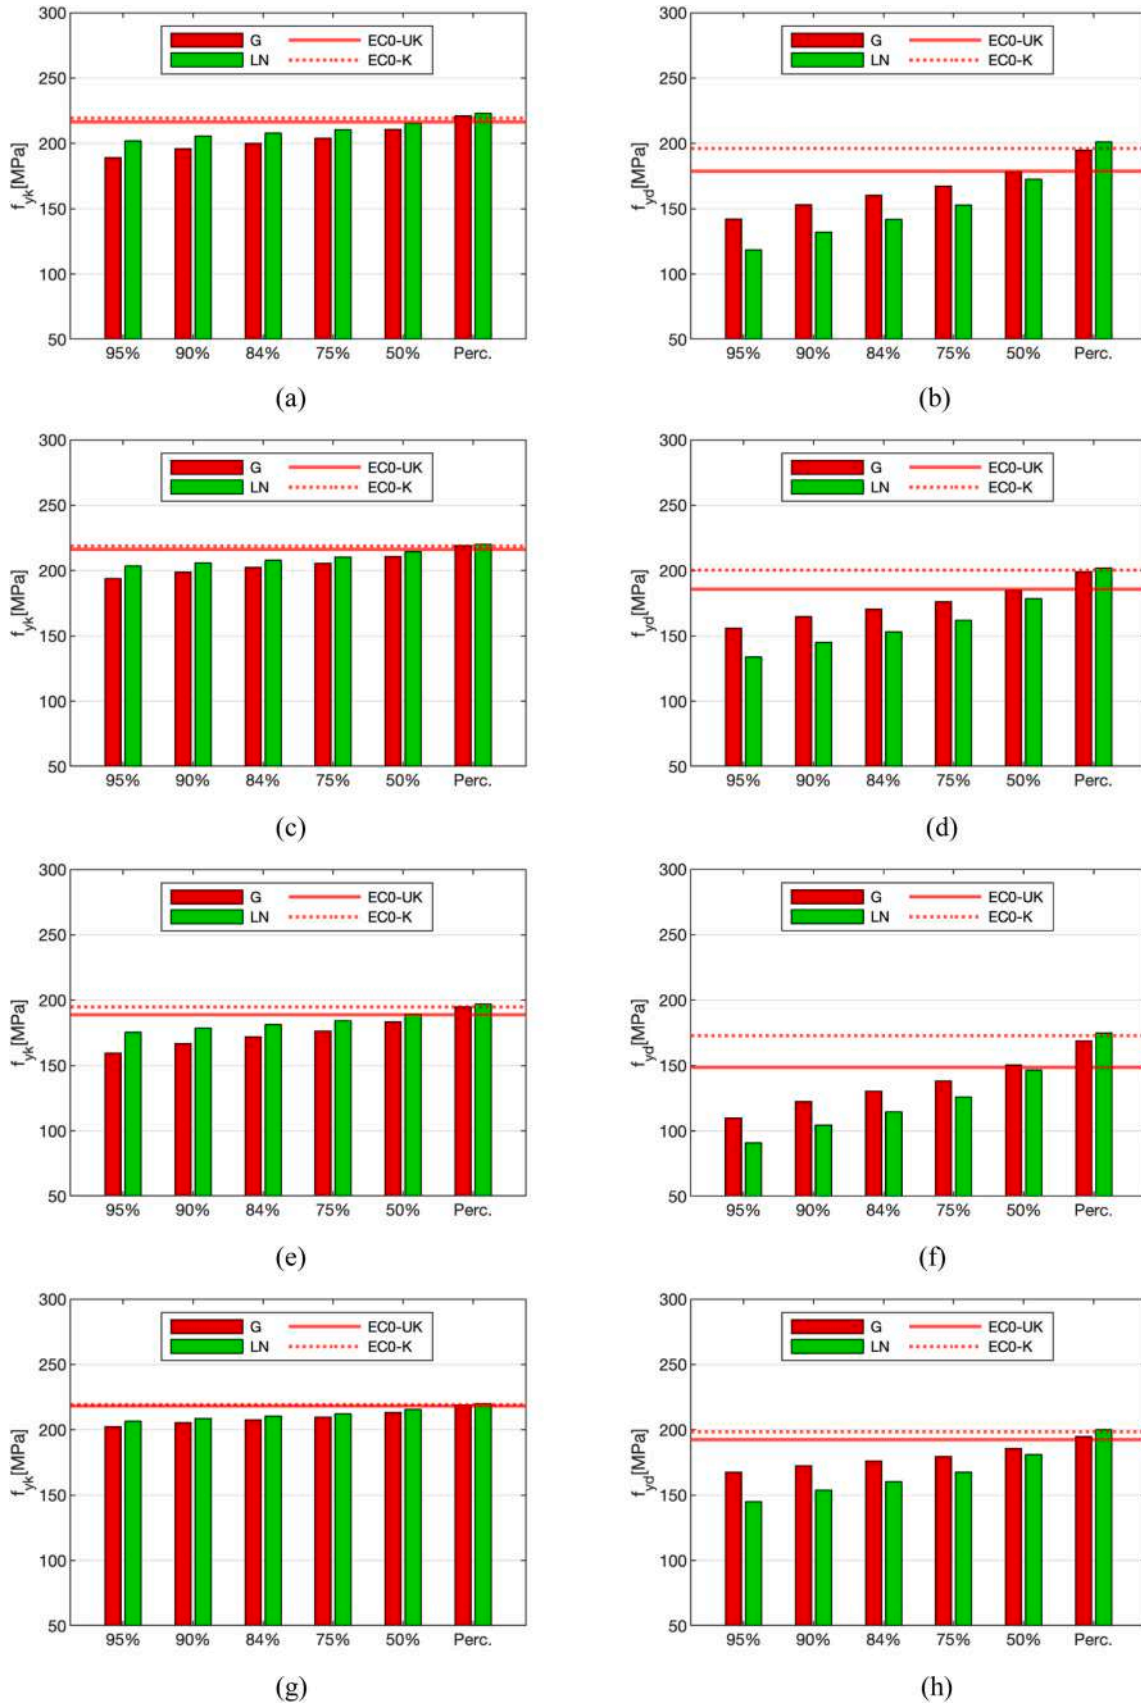 300
G
EC0-UK
LN
EC0-K
250
200
150
100
50
f_yk[MPa]
95% 90% 84% 75% 50% Perc.
(a)
300
G
EC0-UK
LN
EC0-K
250
200
150
100
50
f_yd[MPa]
95% 90% 84% 75% 50% Perc.
(b)
300
G
EC0-UK
LN
EC0-K
250
200
150
100
50
f_yk[MPa]
95% 90% 84% 75% 50% Perc.
(c)
300
G
EC0-UK
LN
EC0-K
250
200
150
100
50
f_yd[MPa]
95% 90% 84% 75% 50% Perc.
(d)
300
G
EC0-UK
LN
EC0-K
250
200
150
100
50
f_yk[MPa]
95% 90% 84% 75% 50% Perc.
(e)
300
G
EC0-UK
LN
EC0-K
250
200
150
100
50
f_yd[MPa]
95% 90% 84% 75% 50% Perc.
(f)
300
G
EC0-UK
LN
EC0-K
250
200
150
100
50
f_yk[MPa]
95% 90% 84% 75% 50% Perc.
(g)
300
G
EC0-UK
LN
EC0-K
250
200
150
100
50
f_yd[MPa]
95% 90% 84% 75% 50% Perc.
(h)